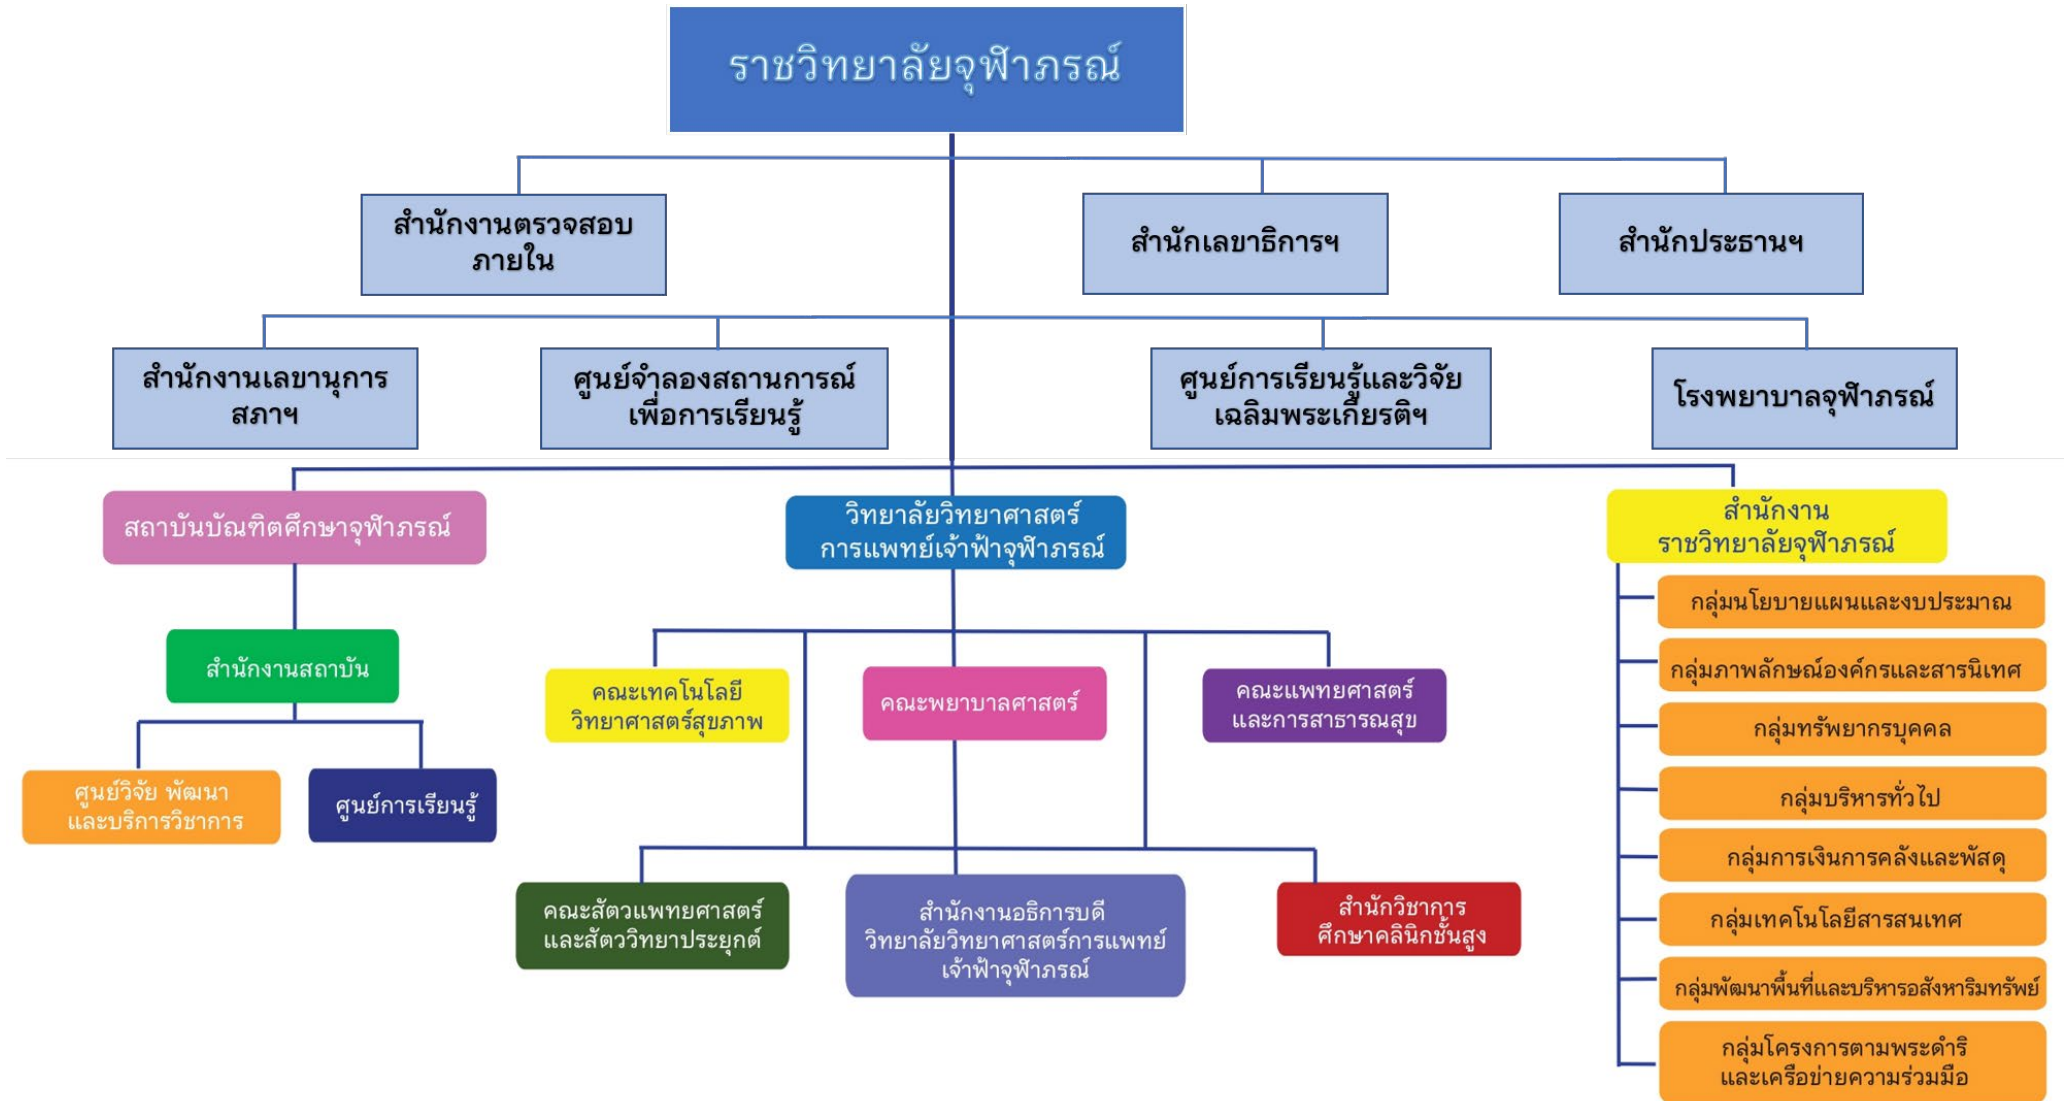 ราชวิทยาลัยจุฬาภรณ์
สำนักงานตรวจสอบ
ภายใน
สำนักเลขาธิการฯ
สำนักประธานฯ
สำนักงานเลขานุการ
สภาฯ
ศูนย์จำลองสถานการณ์
เพื่อการเรียนรู้
ศูนย์การเรียนรู้และวิจัย
เฉลิมพระเกียรติฯ
โรงพยาบาลจุฬาภรณ์
สถาบันบัณฑิตศึกษาจุฬาภรณ์
วิทยาลัยวิทยาศาสตร์
การแพทย์เจ้าฟ้าจุฬาภรณ์
สำนักงาน
ราชวิทยาลัยจุฬาภรณ์
สำนักงานสถาบัน
ศูนย์วิจัย พัฒนา
และบริการวิชาการ
ศูนย์การเรียนรู้
คณะเทคโนโลยี
วิทยาศาสตร์สุขภาพ
คณะพยาบาลศาสตร์
คณะแพทยศาสตร์
และการสาธารณสุข
คณะสัตวแพทยศาสตร์
และสัตววิทยาประยุกต์
สำนักงานอธิการบดี
วิทยาลัยวิทยาศาสตร์การแพทย์
เจ้าฟ้าจุฬาภรณ์
สำนักวิชาการ
ศึกษาคลินิกชั้นสูง
กลุ่มนโยบายแผนและงบประมาณ
กลุ่มภาพลักษณ์องค์กรและสารนิเทศ
กลุ่มทรัพยากรบุคคล
กลุ่มบริหารทั่วไป
กลุ่มการเงินการคลังและพัสดุ
กลุ่มเทคโนโลยีสารสนเทศ
กลุ่มพัฒนาพื้นที่และบริหารอสังหาริมทรัพย์
กลุ่มโครงการตามพระดำริ
และเครือข่ายความร่วมมือ